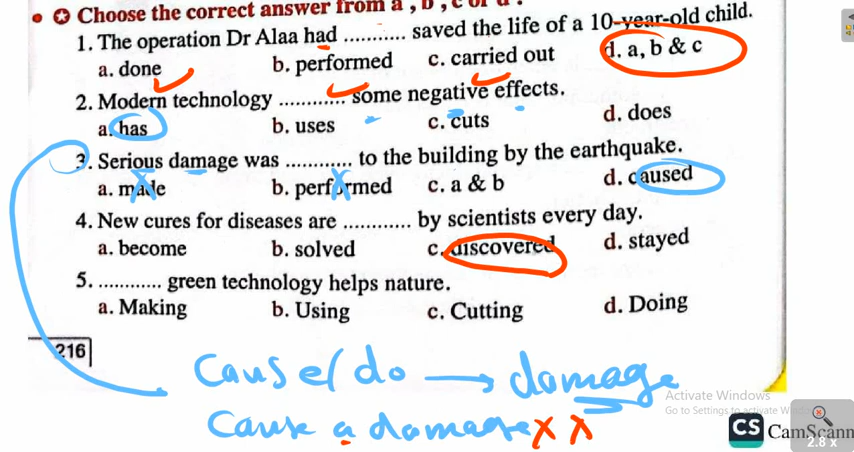 ✪ Choose the correct answer from a , b , c or d :
1. The operation Dr Alaa had ............ saved the life of a 10-year-old child.
a. done b. performed c. carried out d. a, b & c
2. Modern technology ............ some negative effects.
a. has b. uses c. cuts d. does
3. Serious damage was ............ to the building by the earthquake.
a. made b. performed c. a & b d. caused
4. New cures for diseases are ............ by scientists every day.
a. become b. solved c. discovered d. stayed
5. ............ green technology helps nature.
a. Making b. Using c. Cutting d. Doing
216
Cause/do → damage
Cause a damage x x
Activate Windows
Go to Settings to activate Windows
CS CamScann
2.8 x